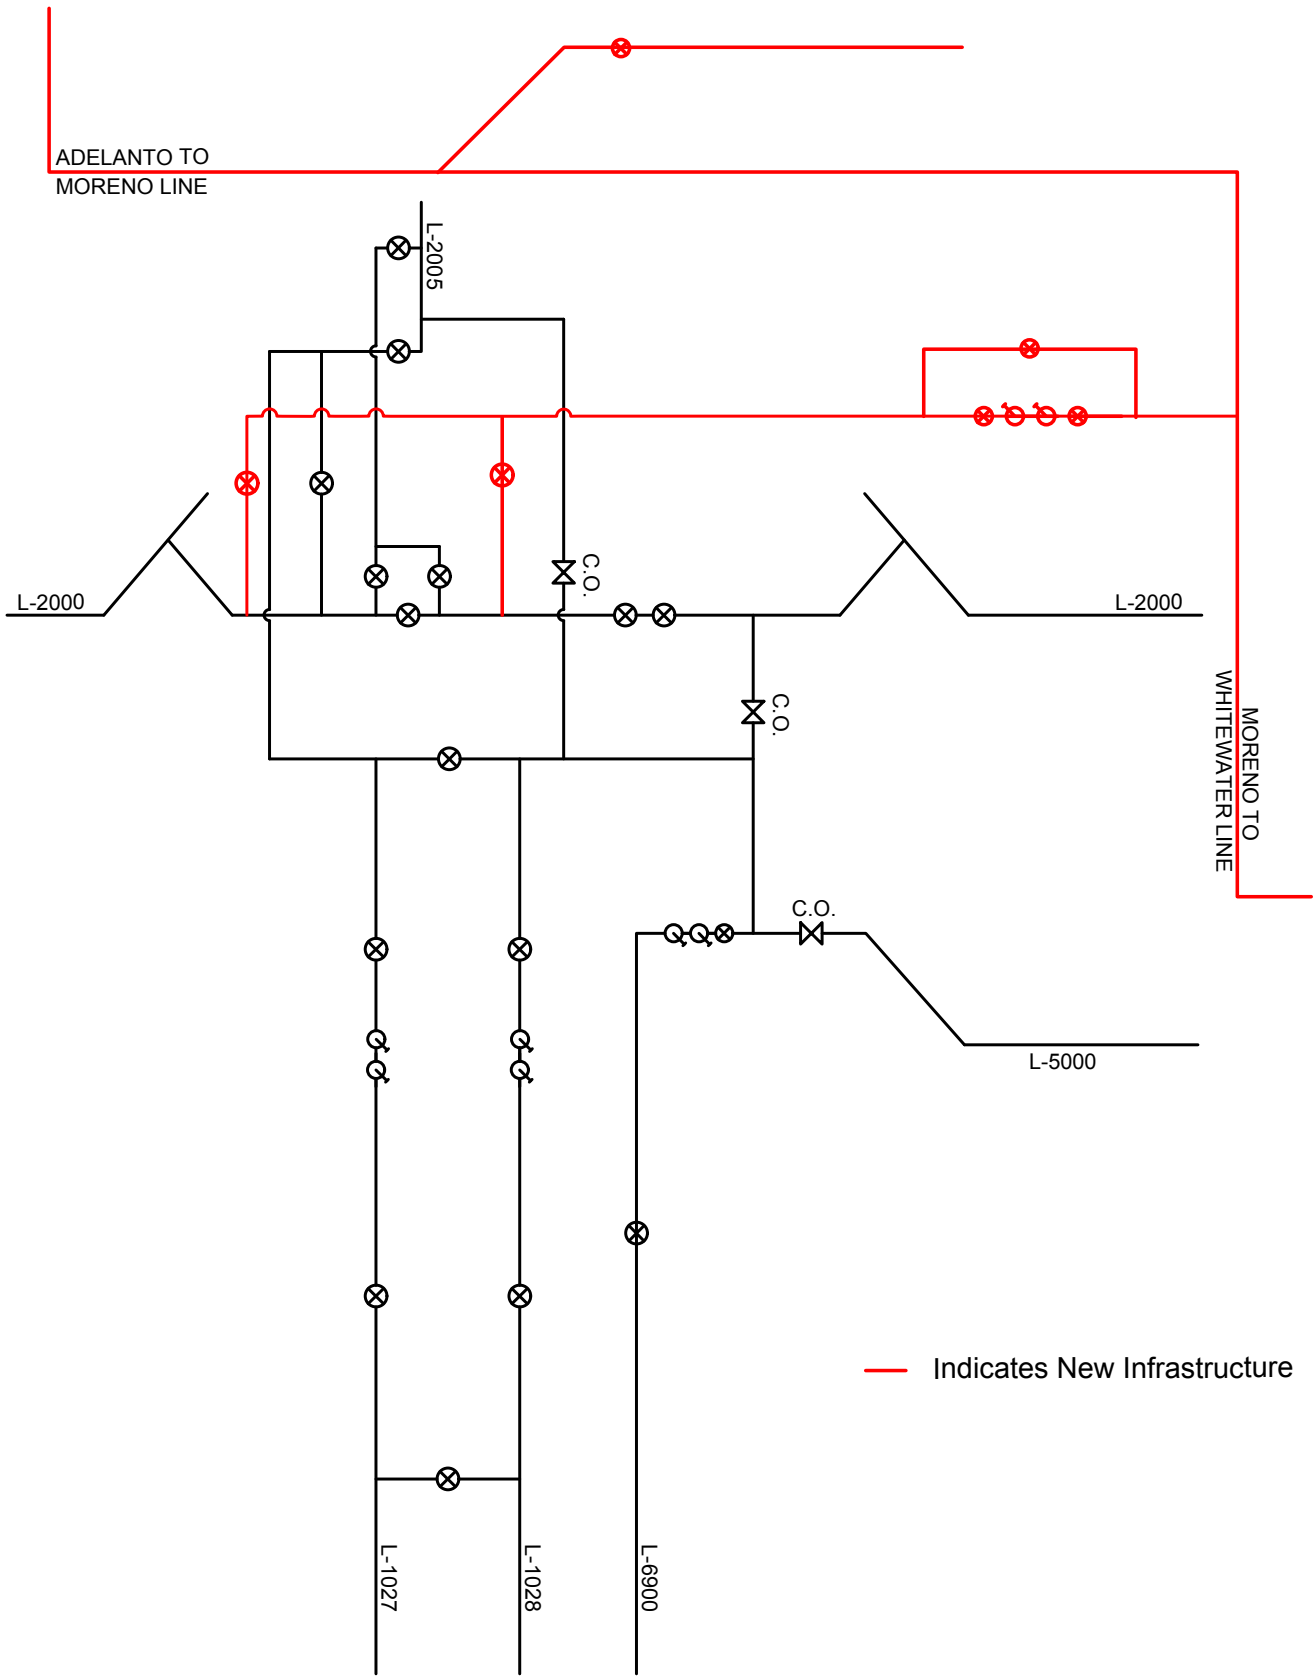 ADELANTO TO
MORENO LINE
L-2005
C.O.
L-2000
L-2000
C.O.
MORENO TO
WHITEWATER LINE
C.O.
L-5000
Indicates New Infrastructure
L-1027
L-1028
L-6900